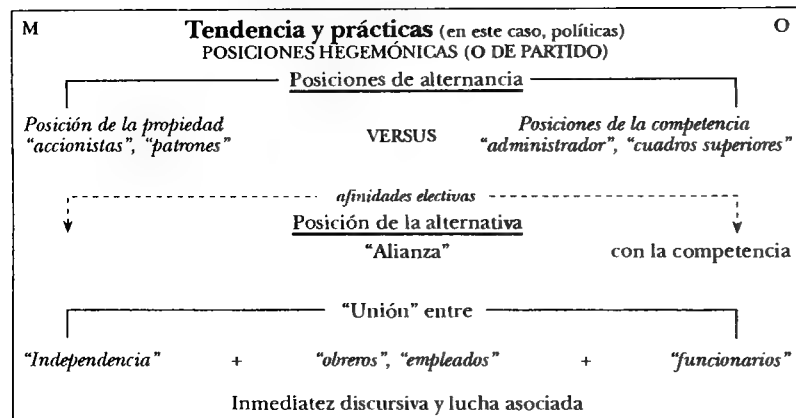 M Tendencia y prácticas (en este caso, políticas) O
POSICIONES HEGEMÓNICAS (O DE PARTIDO)
Posiciones de alternancia
Posición de la propiedad
“accionistas”, “patrones”
VERSUS
Posiciones de la competencia
“administrador”, “cuadros superiores”
afinidades electivas
Posición de la alternativa
“Alianza” con la competencia
“Unión” entre
“Independencia” + “obreros”, “empleados” + “funcionarios”
Inmediatez discursiva y lucha asociada